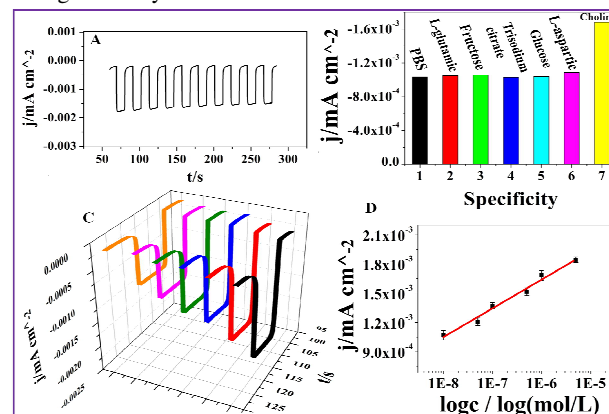 A
0.001
0.000
-0.001
-0.002
-0.003
j/mA cm^-2
50 100 150 200 250 300
t/s
-1.6x10^-3
-1.2x10^-3
-8.0x10^-4
-4.0x10^-4
0.0
j/mA cm^-2
PBS
L-glutamic
Fructose
Trisodium
citrate
Glucose
L-aspartic
Cholin
1 2 3 4 5 6 7
Specificity
C
0.0000
-0.0005
-0.0010
-0.0015
-0.0020
-0.0025
j/mA cm^-2
95
100
105
110
115
120
125
t/s
D
2.1x10^-3
1.8x10^-3
1.5x10^-3
1.2x10^-3
9.0x10^-4
j/mA cm^-2
1E-8 1E-7 1E-6 1E-5
logc / log(mol/L)